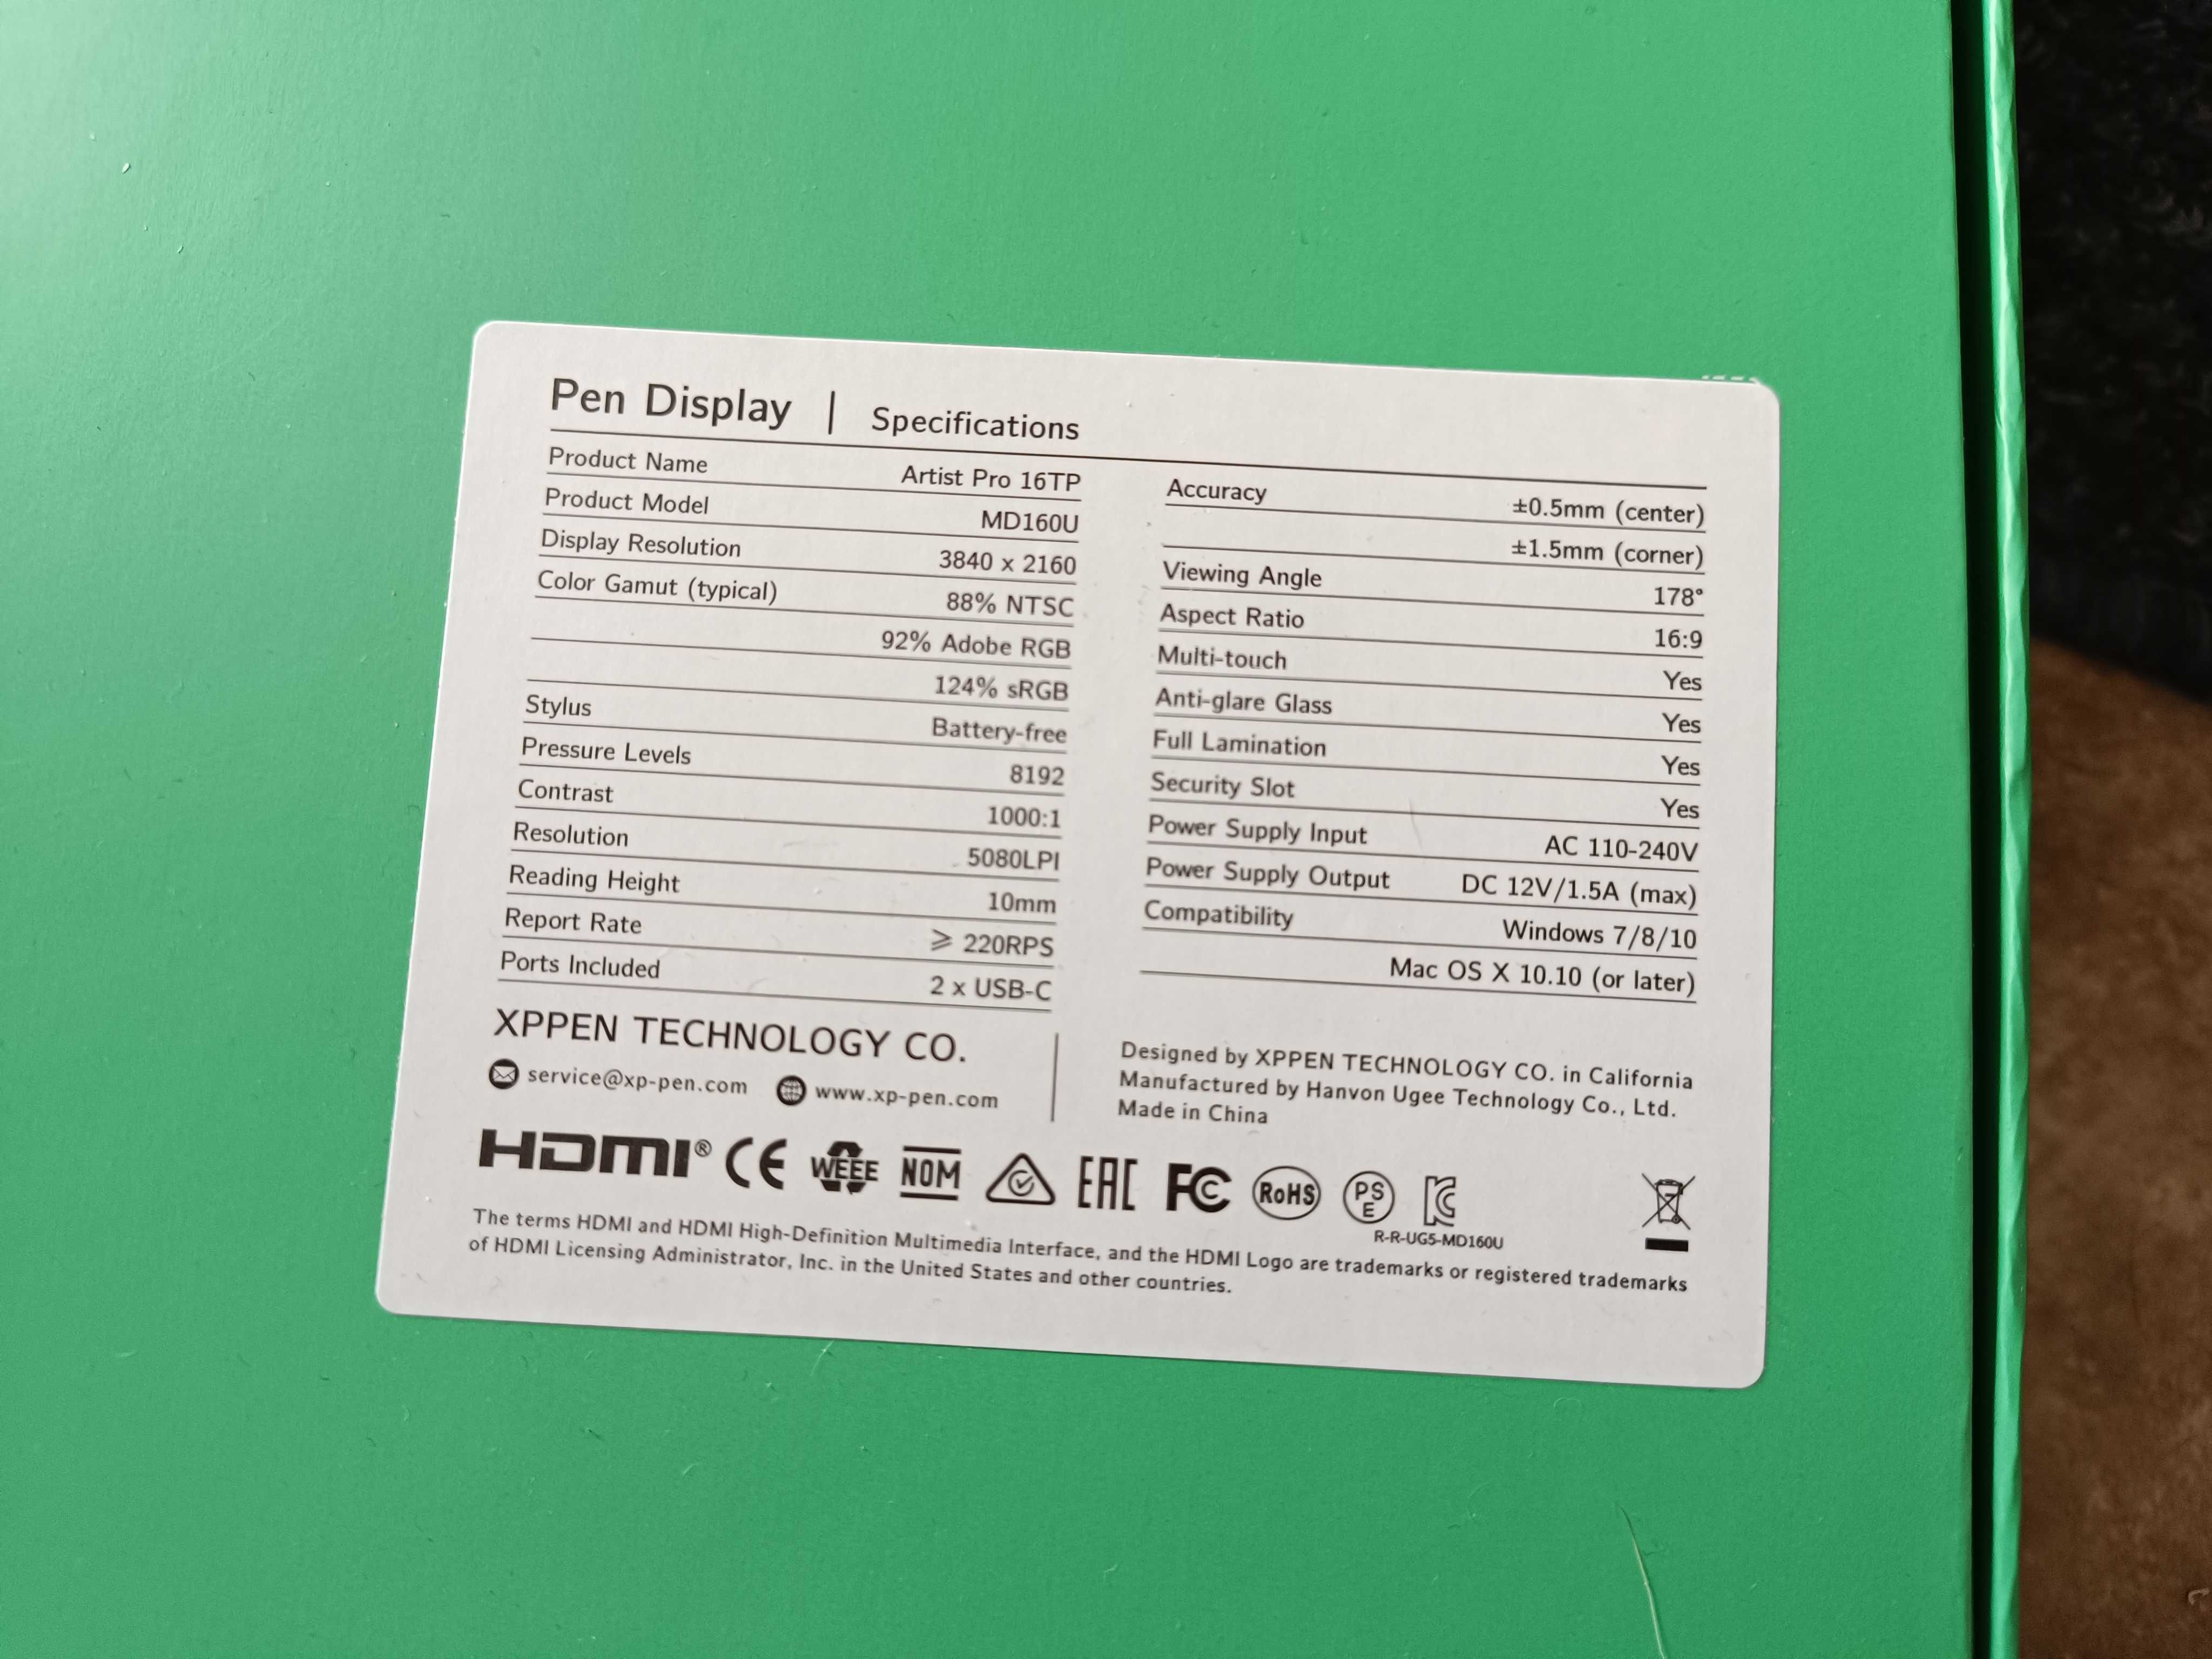 Pen Display | Specifications
Product Name Artist Pro 16TP
Product Model MD160U
Display Resolution 3840 x 2160
Color Gamut (typical) 88% NTSC
92% Adobe RGB
124% sRGB
Stylus Battery-free
Pressure Levels 8192
Contrast 1000:1
Resolution 5080LPI
Reading Height 10mm
Report Rate ⩾ 220RPS
Ports Included 2 x USB-C
Accuracy ±0.5mm (center)
±1.5mm (corner)
Viewing Angle 178°
Aspect Ratio 16:9
Multi-touch Yes
Anti-glare Glass Yes
Full Lamination Yes
Security Slot Yes
Power Supply Input AC 110-240V
Power Supply Output DC 12V/1.5A (max)
Compatibility Windows 7/8/10
Mac OS X 10.10 (or later)
XPPEN TECHNOLOGY CO.
service@xp-pen.com www.xp-pen.com
Designed by XPPEN TECHNOLOGY CO. in California
Manufactured by Hanvon Ugee Technology Co., Ltd.
Made in China
HDMI® CE WEEE NOM EAC FC RoHS PSE KC
R-R-UG5-MD160U
The terms HDMI and HDMI High-Definition Multimedia Interface, and the HDMI Logo are trademarks or registered trademarks
of HDMI Licensing Administrator, Inc. in the United States and other countries.